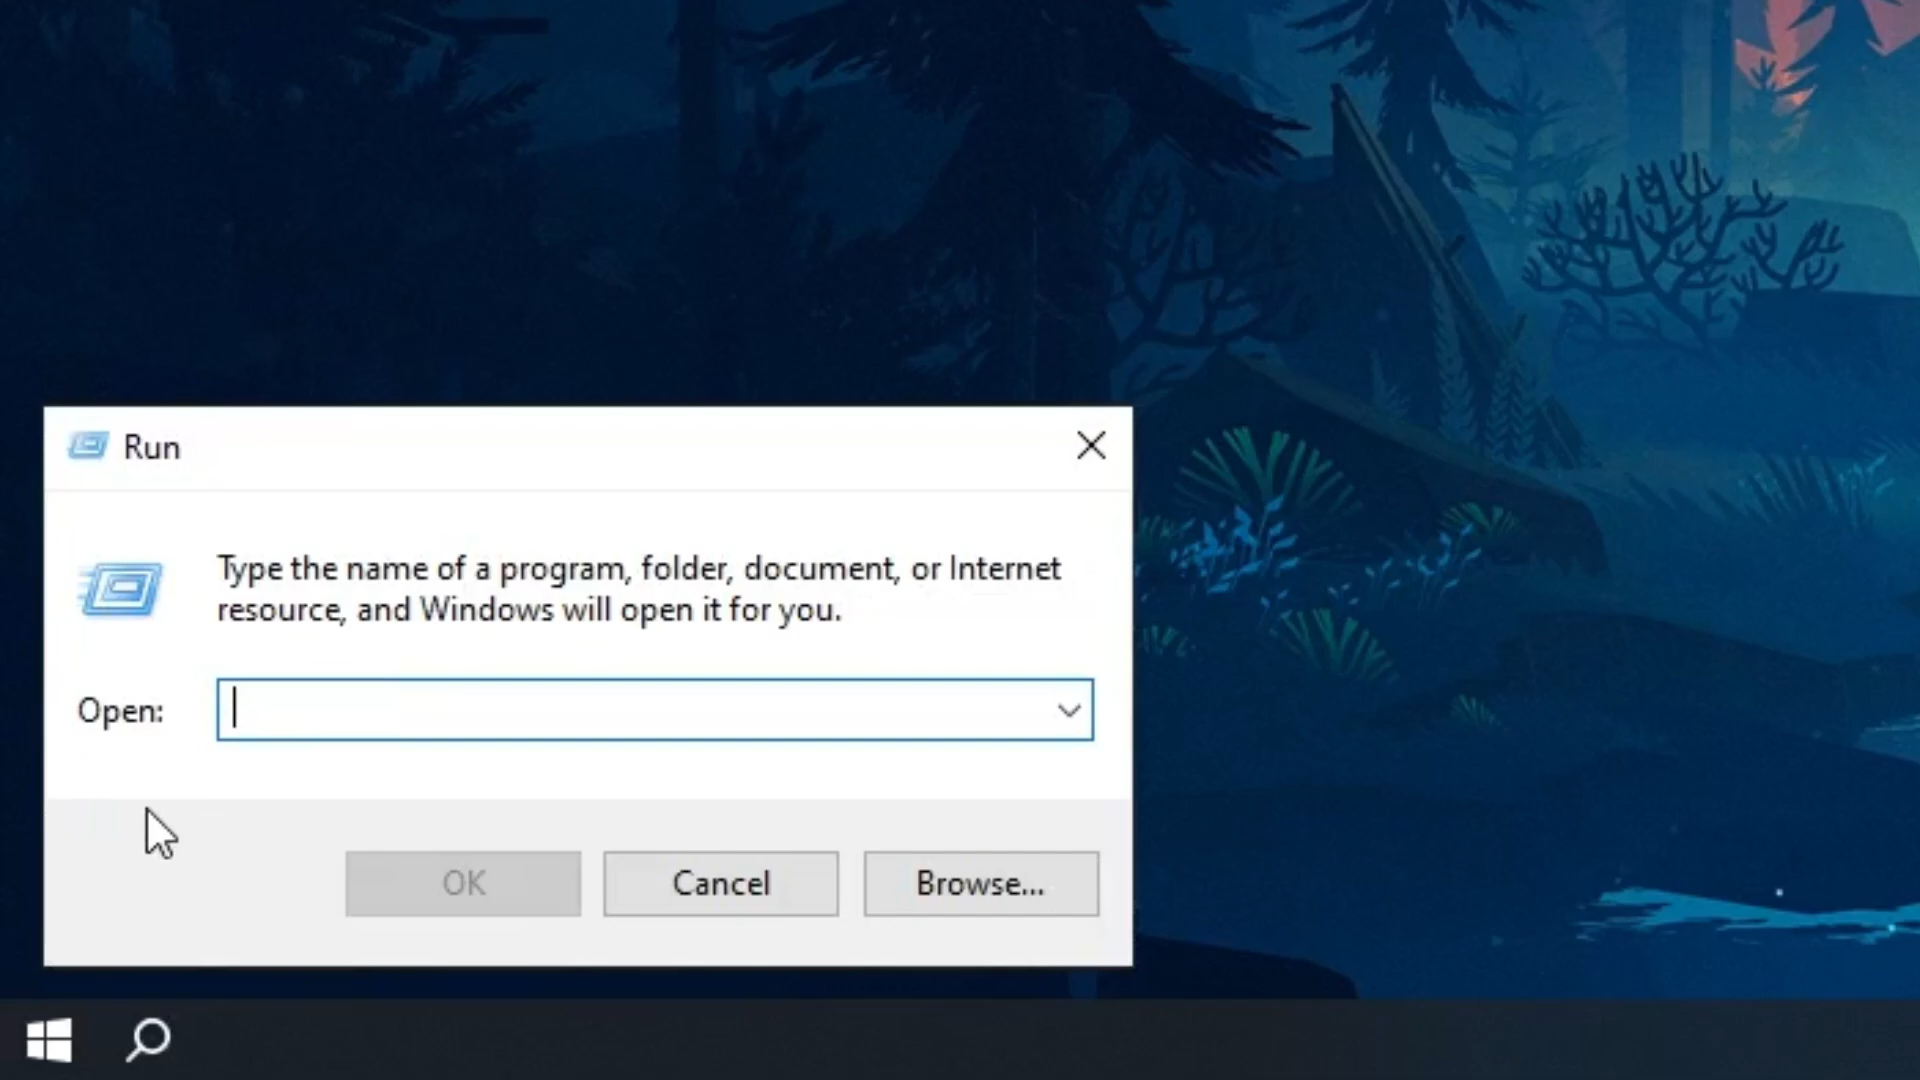 Run
Type the name of a program, folder, document, or Internet
resource, and Windows will open it for you.
Open:
OK
Cancel
Browse...